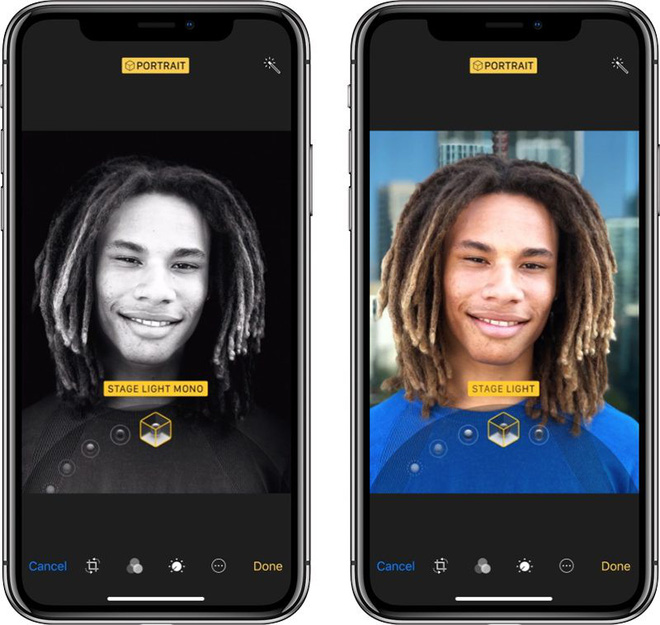 PORTRAIT
STAGE LIGHT MONO
Cancel
Done
PORTRAIT
STAGE LIGHT
Cancel
Done